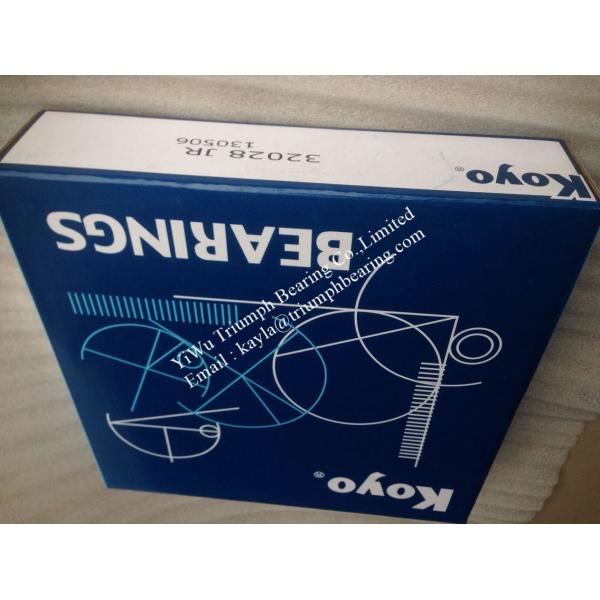 Koyo®
32028 JR
130506
BEARINGS
YiWu Triumph Bearing Co.,Limited
Email : kayla@triumphbearing.com
Koyo®